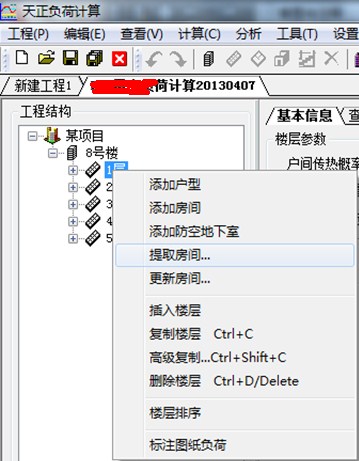 天正负荷计算
工程(P) 编辑(E) 查看(V) 计算(C) 分析 工具(T) 设置
新建工程1 负荷计算20130407
工程结构
某项目
8号楼
1层
2
3
4
5
基本信息 查
楼层参数
户间传热概率
添加户型
添加房间
添加防空地下室
提取房间...
更新房间...
插入楼层
复制楼层 Ctrl+C
高级复制...Ctrl+Shift+C
删除楼层 Ctrl+D/Delete
楼层排序
标注图纸负荷